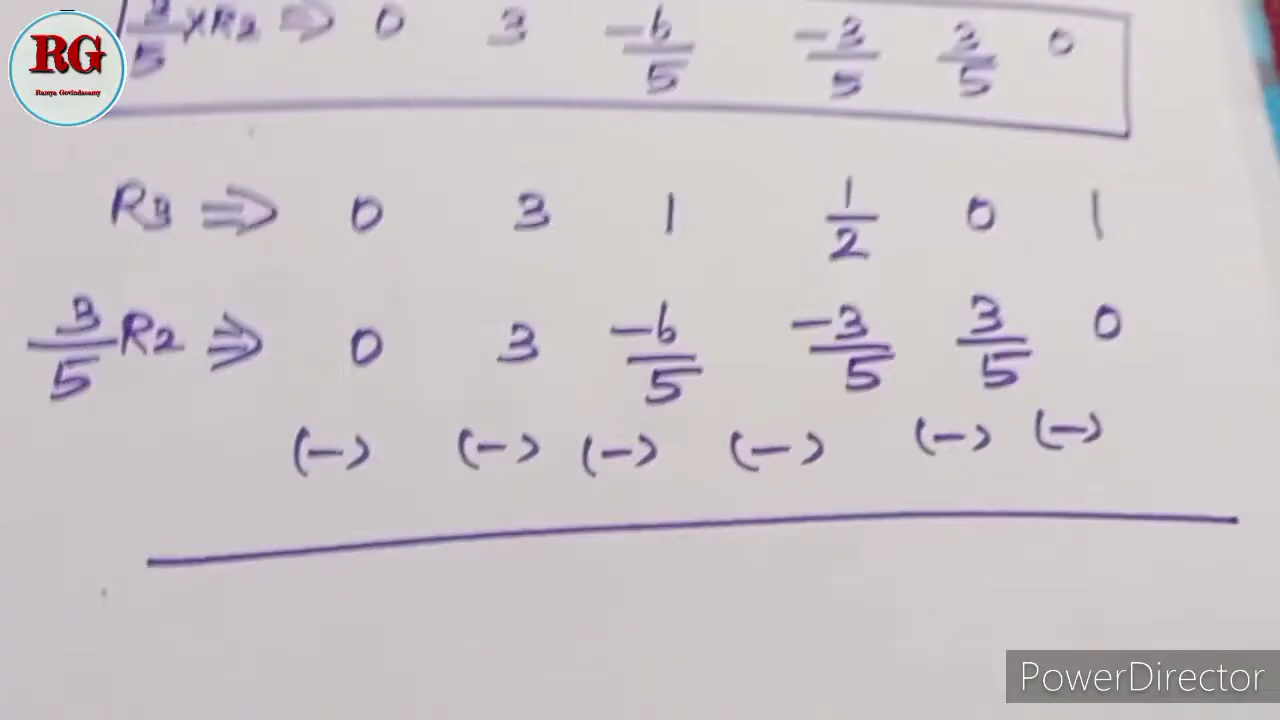 RG
Ramya Govindasamy
3/5 xR2 ⇒ 0 3 -6/5 -3/5 3/5 0
R3 ⇒ 0 3 1 1/2 0 1
3/5 R2 ⇒ 0 3 -6/5 -3/5 3/5 0
(-) (-) (-) (-) (-) (-)
PowerDirector